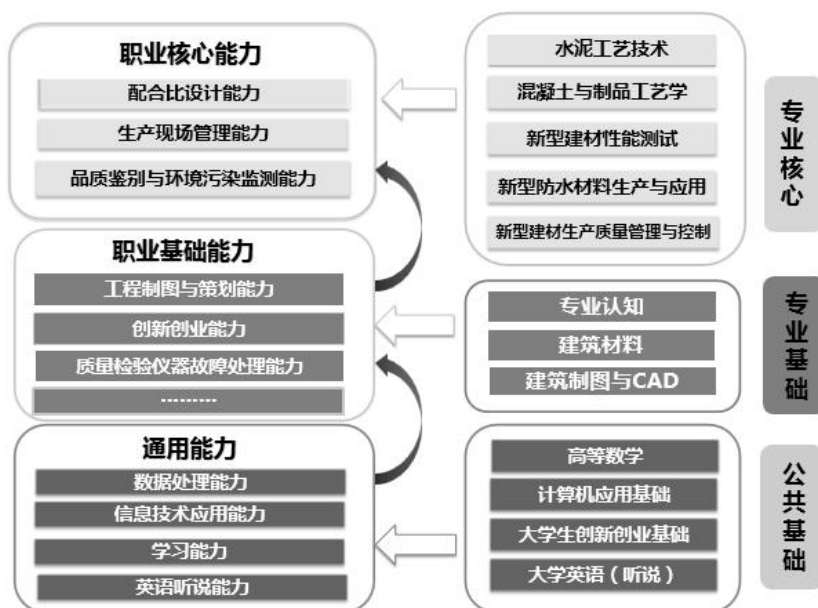 职业核心能力
配合比设计能力
生产现场管理能力
品质鉴别与环境污染监测能力
水泥工艺技术
混凝土与制品工艺学
新型建材性能测试
新型防水材料生产与应用
新型建材生产质量管理与控制
专业核心
职业基础能力
工程制图与策划能力
创新创业能力
质量检验仪器故障处理能力
·········
专业认知
建筑材料
建筑制图与CAD
专业基础
通用能力
数据处理能力
信息技术应用能力
学习能力
英语听说能力
高等数学
计算机应用基础
大学生创新创业基础
大学英语（听说）
公共基础